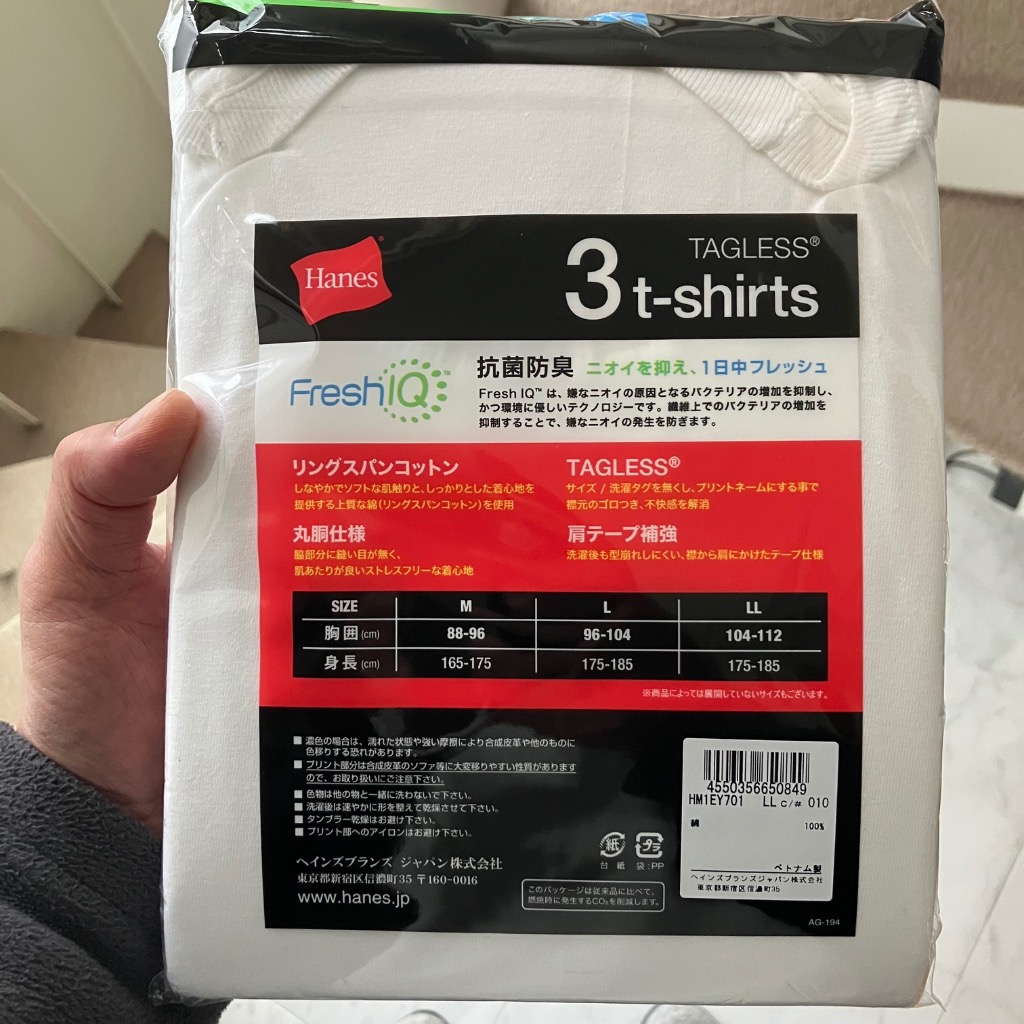 Hanes
TAGLESS®
3 t-shirts
FreshIQ™
抗菌防臭 ニオイを抑え、1日中フレッシュ
Fresh IQ™ は、嫌なニオイの原因となるバクテリアの増加を抑制し、
かつ環境に優しいテクノロジーです。繊維上でのバクテリアの増加を
抑制することで、嫌なニオイの発生を防ぎます。
リングスパンコットン
しなやかでソフトな肌触りと、しっかりとした着心地を
提供する上質な綿(リングスパンコットン)を使用
TAGLESS®
サイズ / 洗濯タグを無くし、プリントネームにする事で
襟元のゴロつき、不快感を解消
丸胴仕様
脇部分に縫い目が無く、
肌あたりが良いストレスフリーな着心地
肩テープ補強
洗濯後も型崩れしにくい、襟から肩にかけたテープ仕様
SIZE M L LL
胸囲(cm) 88-96 96-104 104-112
身長(cm) 165-175 175-185 175-185
※商品によっては展開していないサイズもございます。
■ 濃色の場合は、濡れた状態や強い摩擦により合成皮革や他のものに
色移りする恐れがあります。
■ プリント部分は合成皮革のソファ等に大変移りやすい性質があります
ので、お取り扱いにご注意下さい。
■ 色物は他の物と一緒に洗わないで下さい。
■ 洗濯後は速やかに形を整えて乾燥させて下さい。
■ タンブラー乾燥はお避け下さい。
■ プリント部へのアイロンはお避け下さい。
ヘインズブランズ ジャパン株式会社
東京都新宿区信濃町35 〒160-0016
www.hanes.jp
紙 プラ
台紙 袋:PP
このパッケージは従来品に比べて、
燃焼時に発生するCO₂を削減します。
4550356650849
HM1EY701 LL c/# 010
綿 100%
ベトナム製
ヘインズブランズジャパン株式会社
東京都新宿区信濃町35
AG-194